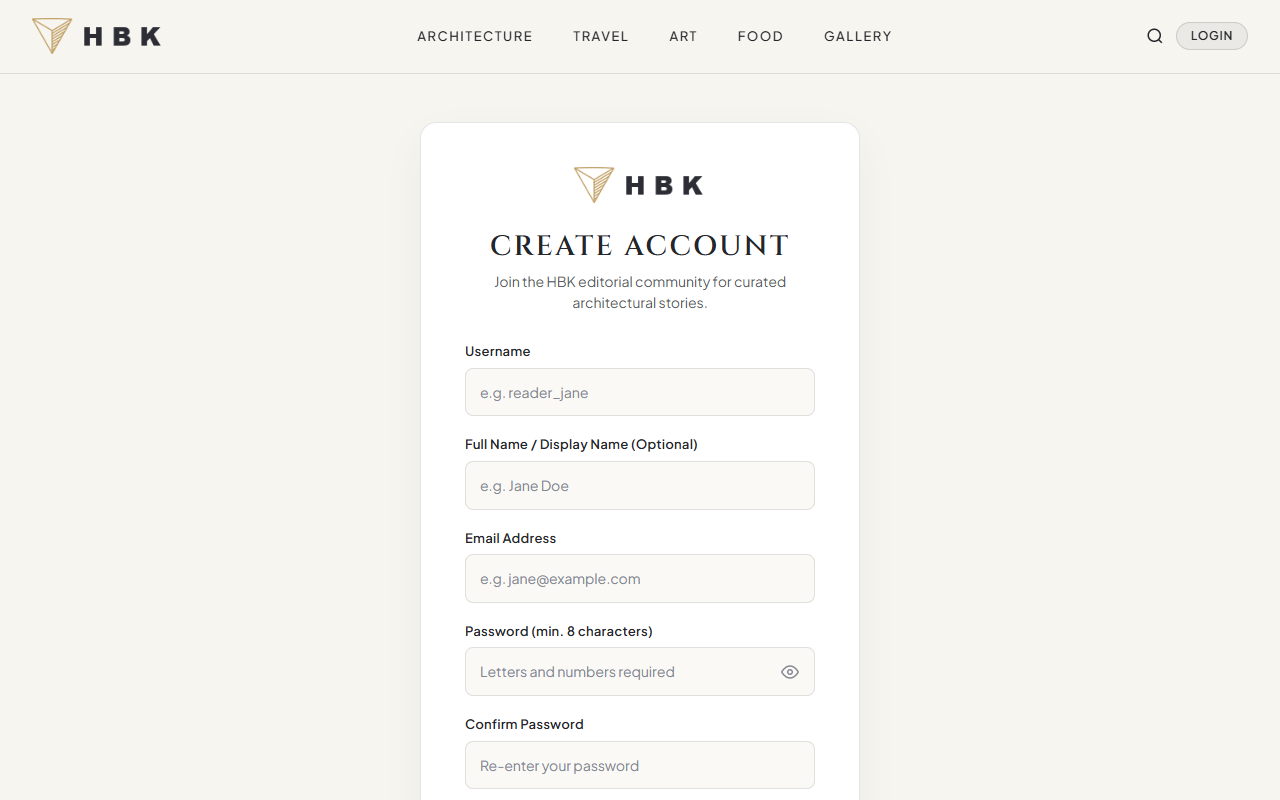 HBK
ARCHITECTURE TRAVEL ART FOOD GALLERY
LOGIN
HBK
CREATE ACCOUNT
Join the HBK editorial community for curated
architectural stories.
Username
e.g. reader_jane
Full Name / Display Name (Optional)
e.g. Jane Doe
Email Address
e.g. jane@example.com
Password (min. 8 characters)
Letters and numbers required
Confirm Password
Re-enter your password